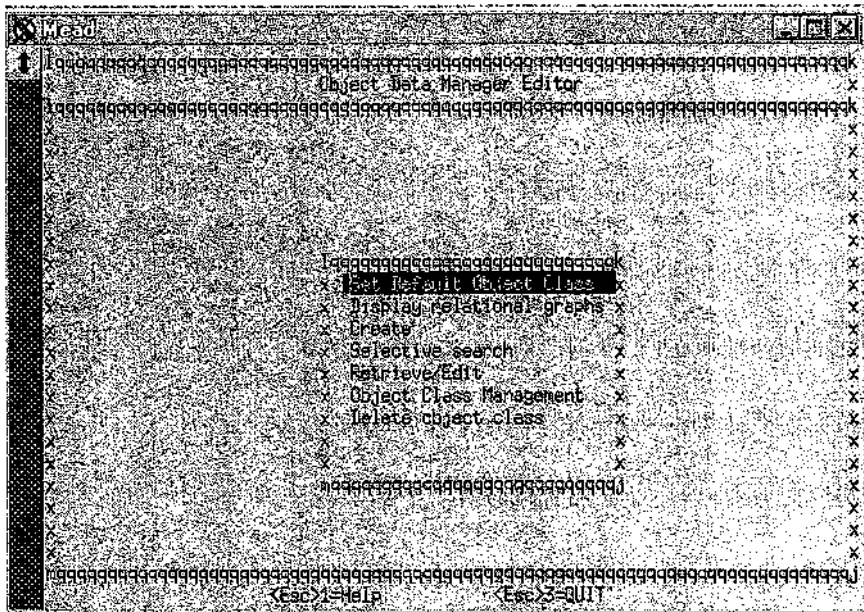 Mead
Object Data Manager Editor
Set Default Object Class
Display relational graphs
Create
Selective search
Retrieve/Edit
Object Class Management
Delete object class
<Esc>1=Help <Esc>3=QUIT